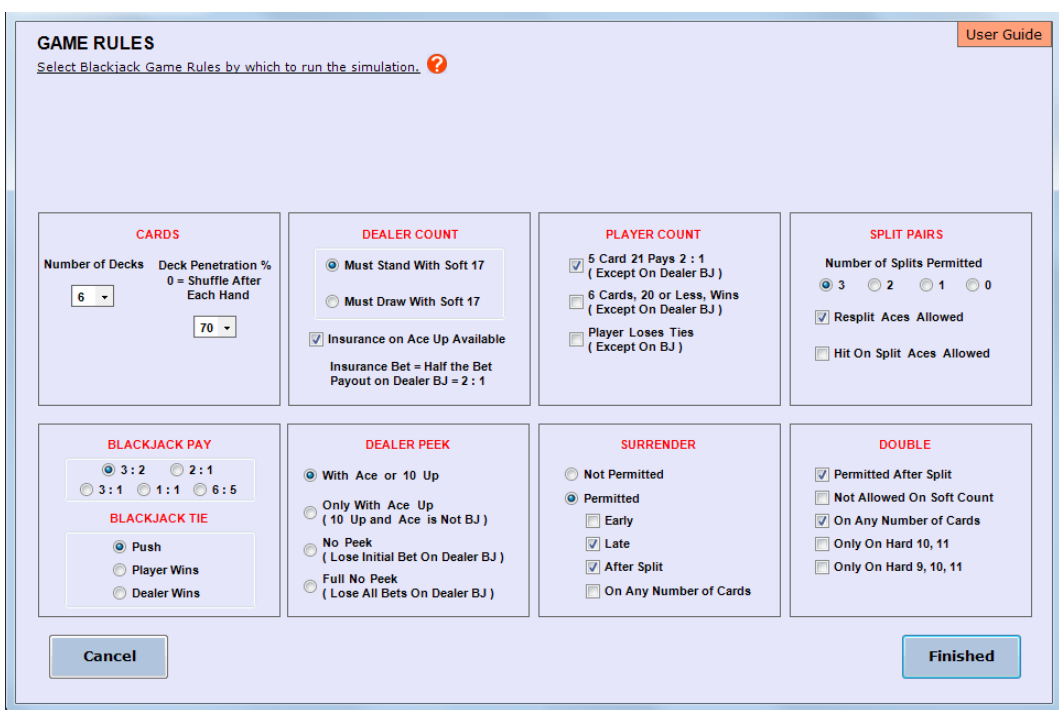 User Guide
GAME RULES
Select Blackjack Game Rules by which to run the simulation. ?
CARDS
Number of Decks
6
Deck Penetration %
0 = Shuffle After
Each Hand
70
DEALER COUNT
Must Stand With Soft 17
Must Draw With Soft 17
Insurance on Ace Up Available
Insurance Bet = Half the Bet
Payout on Dealer BJ = 2 : 1
PLAYER COUNT
5 Card 21 Pays 2 : 1
( Except On Dealer BJ )
6 Cards, 20 or Less, Wins
( Except On Dealer BJ )
Player Loses Ties
( Except On BJ )
SPLIT PAIRS
Number of Splits Permitted
3 2 1 0
Resplit Aces Allowed
Hit On Split Aces Allowed
BLACKJACK PAY
3 : 2 2 : 1
3 : 1 1 : 1 6 : 5
BLACKJACK TIE
Push
Player Wins
Dealer Wins
DEALER PEEK
With Ace or 10 Up
Only With Ace Up
( 10 Up and Ace is Not BJ )
No Peek
( Lose Initial Bet On Dealer BJ )
Full No Peek
( Lose All Bets On Dealer BJ )
SURRENDER
Not Permitted
Permitted
Early
Late
After Split
On Any Number of Cards
DOUBLE
Permitted After Split
Not Allowed On Soft Count
On Any Number of Cards
Only On Hard 10, 11
Only On Hard 9, 10, 11
Cancel
Finished